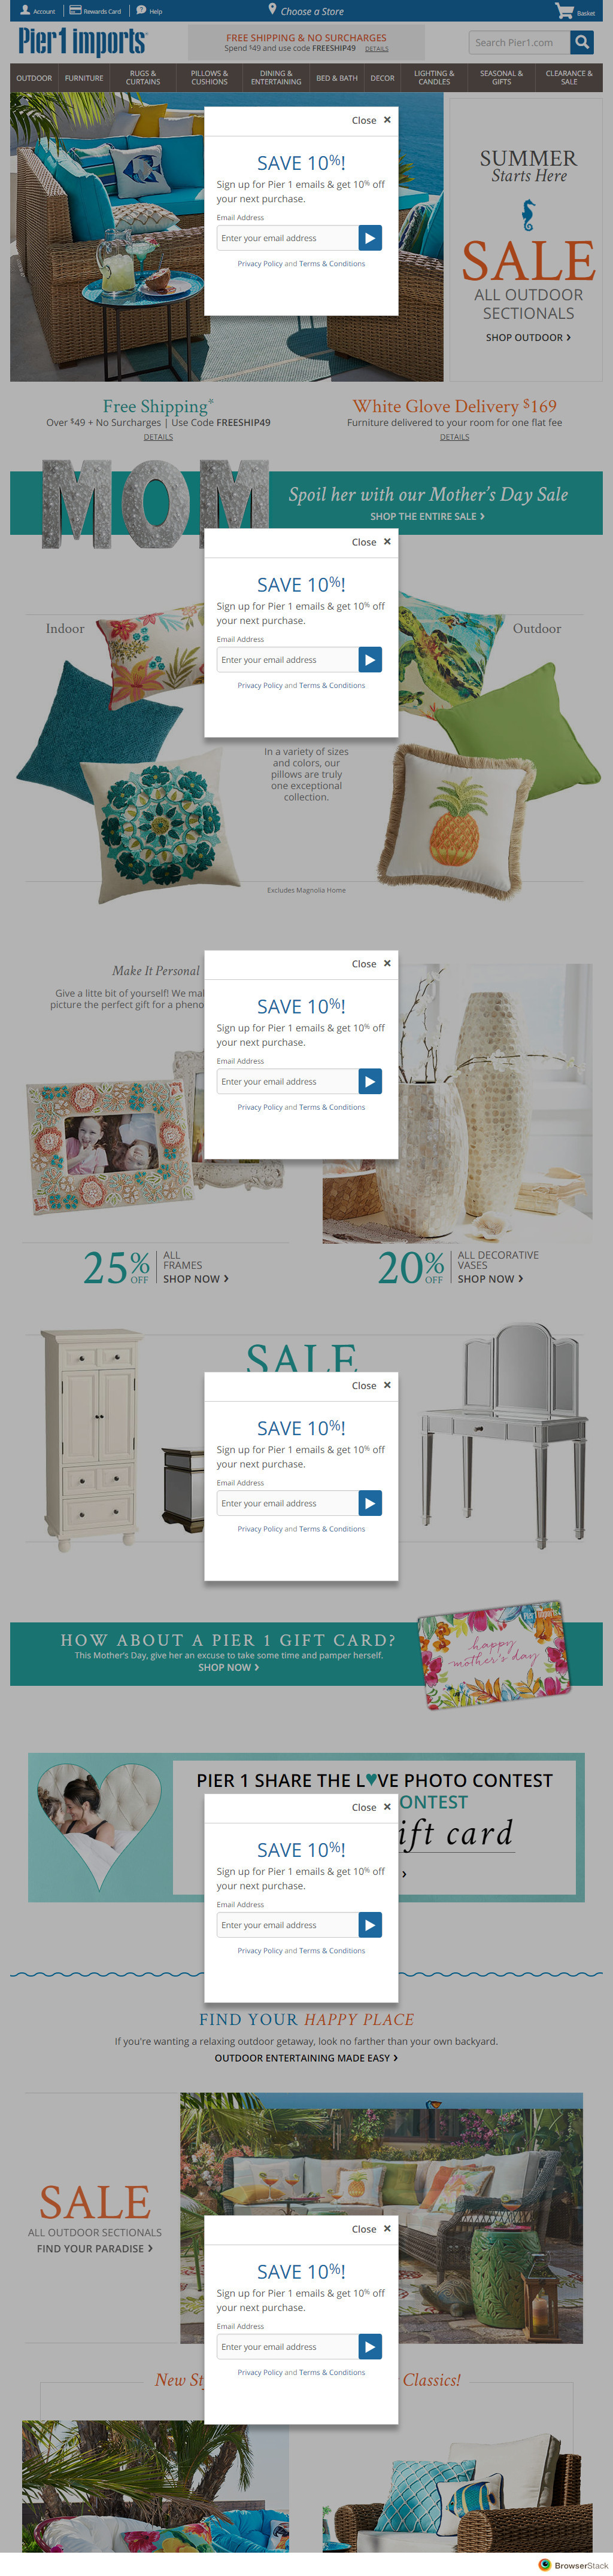 Account
Rewards Card
Help
Choose a Store
Basket
Pier1 imports
FREE SHIPPING & NO SURCHARGES
Spend $49 and use code FREESHIP49 DETAILS
Search Pier1.com
OUTDOOR
FURNITURE
RUGS &
CURTAINS
PILLOWS &
CUSHIONS
DINING &
ENTERTAINING
BED & BATH
DECOR
LIGHTING &
CANDLES
SEASONAL &
GIFTS
CLEARANCE &
SALE
Close ×
SAVE 10%!
Sign up for Pier 1 emails & get 10% off
your next purchase.
Email Address
Enter your email address
Privacy Policy and Terms & Conditions
SUMMER
Starts Here
SALE
ALL OUTDOOR
SECTIONALS
SHOP OUTDOOR >
Free Shipping*
Over $49 + No Surcharges | Use Code FREESHIP49
DETAILS
White Glove Delivery $169
Furniture delivered to your room for one flat fee
DETAILS
MOM
Spoil her with our Mother's Day Sale
SHOP THE ENTIRE SALE >
Close ×
SAVE 10%!
Sign up for Pier 1 emails & get 10% off
your next purchase.
Email Address
Enter your email address
Privacy Policy and Terms & Conditions
Indoor
Outdoor
In a variety of sizes
and colors, our
pillows are truly
one exceptional
collection.
Excludes Magnolia Home
Close ×
SAVE 10%!
Sign up for Pier 1 emails & get 10% off
your next purchase.
Email Address
Enter your email address
Privacy Policy and Terms & Conditions
Make It Personal
Give a litte bit of yourself! We
picture the perfect gift for a
25% OFF
ALL
FRAMES
SHOP NOW >
20% OFF
ALL DECORATIVE
VASES
SHOP NOW >
SALE
Close ×
SAVE 10%!
Sign up for Pier 1 emails & get 10% off
your next purchase.
Email Address
Enter your email address
Privacy Policy and Terms & Conditions
HOW ABOUT A PIER 1 GIFT CARD?
This Mother's Day, give her an excuse to take some time and pamper herself.
SHOP NOW >
Pier1 imports
happy
mother's day
PIER 1 SHARE THE L♥VE PHOTO CONTEST
ONTEST
ift card
>
Close ×
SAVE 10%!
Sign up for Pier 1 emails & get 10% off
your next purchase.
Email Address
Enter your email address
Privacy Policy and Terms & Conditions
FIND YOUR HAPPY PLACE
If you're wanting a relaxing outdoor getaway, look no farther than your own backyard.
OUTDOOR ENTERTAINING MADE EASY >
SALE
ALL OUTDOOR SECTIONALS
FIND YOUR PARADISE >
Close ×
SAVE 10%!
Sign up for Pier 1 emails & get 10% off
your next purchase.
Email Address
Enter your email address
Privacy Policy and Terms & Conditions
New St
Classics!
BrowserStack